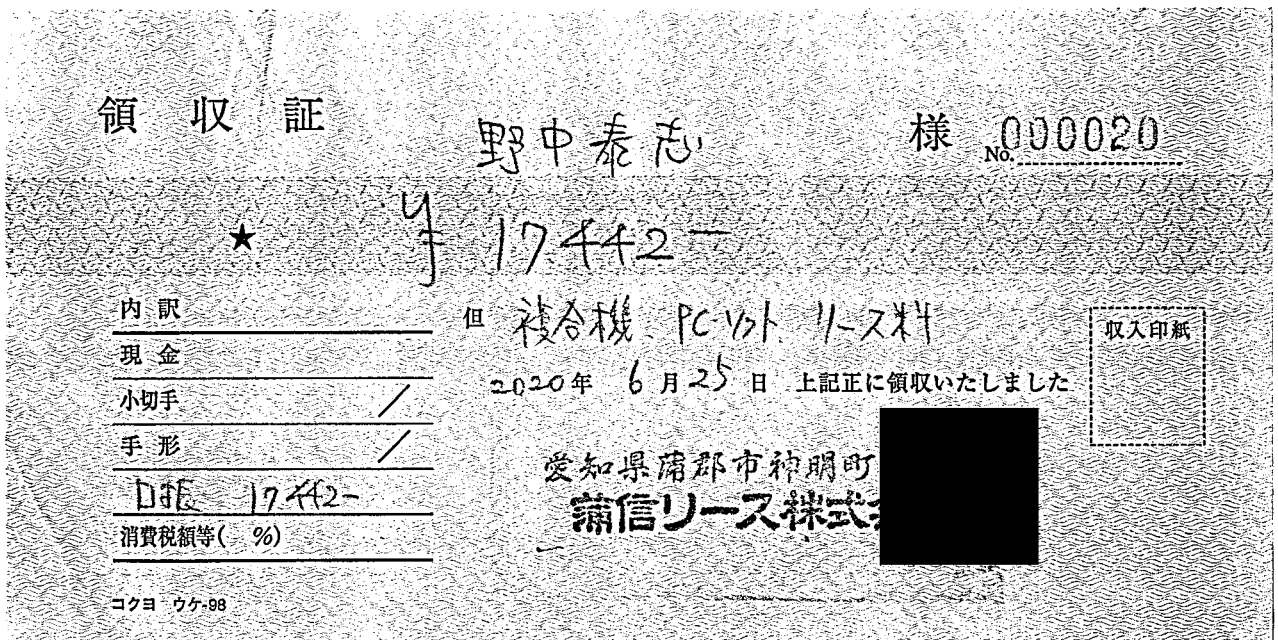 領収証 野中泰志 様 No. 000020
★ ¥17,442-
内訳
現金
小切手 /
手形 /
口振 17,442-
消費税額等( %)
コクヨ ウケ-98
但 複合機、PCソフト リース料
2020年 6月25日 上記正に領収いたしました
収入印紙
愛知県蒲郡市神明町
蒲信リース株式